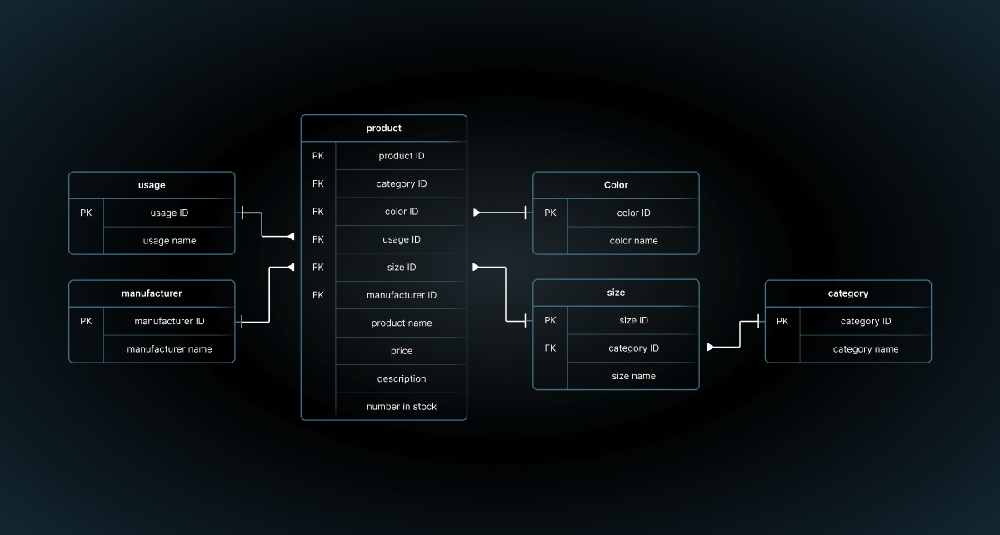 product
PK product ID
FK category ID
FK color ID
FK usage ID
FK size ID
FK manufacturer ID
product name
price
description
number in stock
usage
PK usage ID
usage name
manufacturer
PK manufacturer ID
manufacturer name
Color
PK color ID
color name
size
PK size ID
FK category ID
size name
category
PK category ID
category name